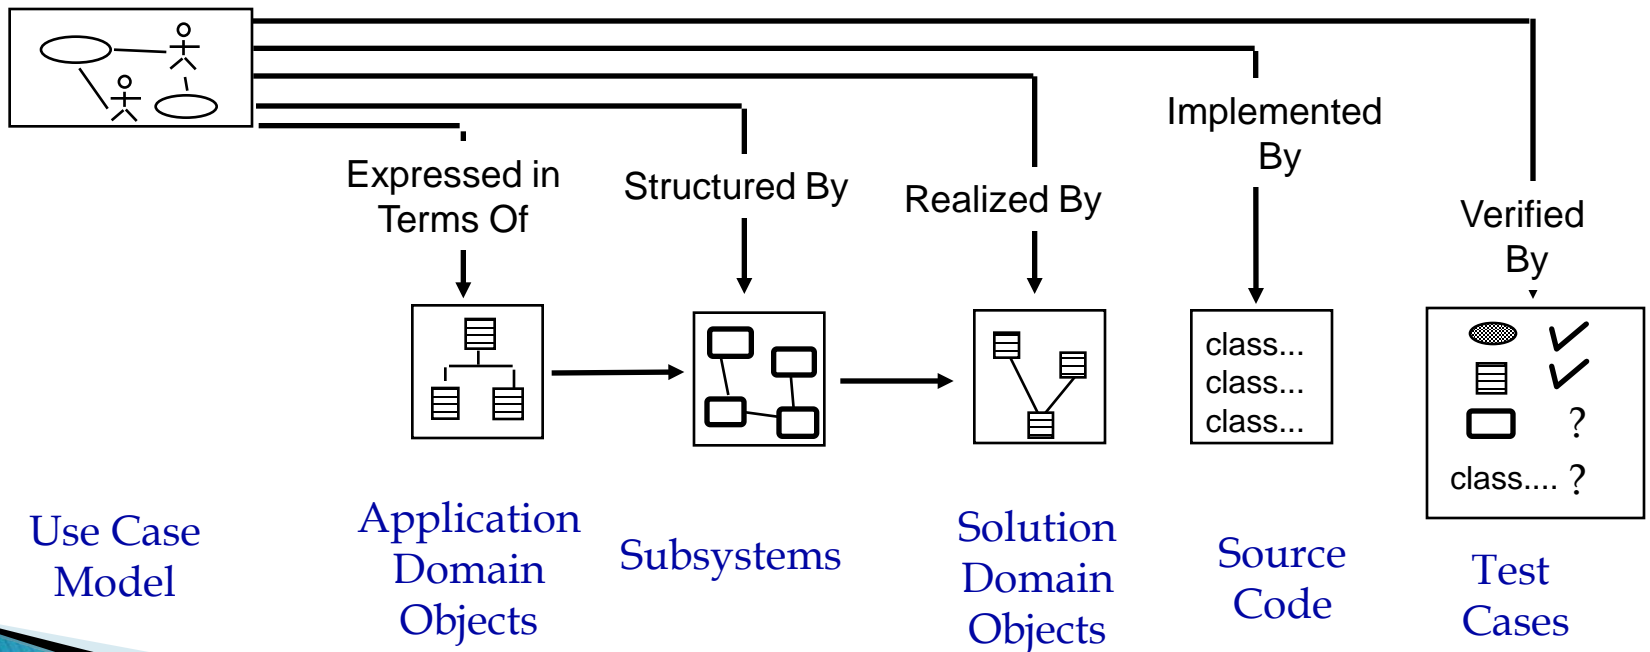 Expressed in
Terms Of
Structured By
Realized By
Implemented
By
Verified
By
class...
class...
class...
?
class.... ?
Use Case
Model
Application
Domain
Objects
Subsystems
Solution
Domain
Objects
Source
Code
Test
Cases